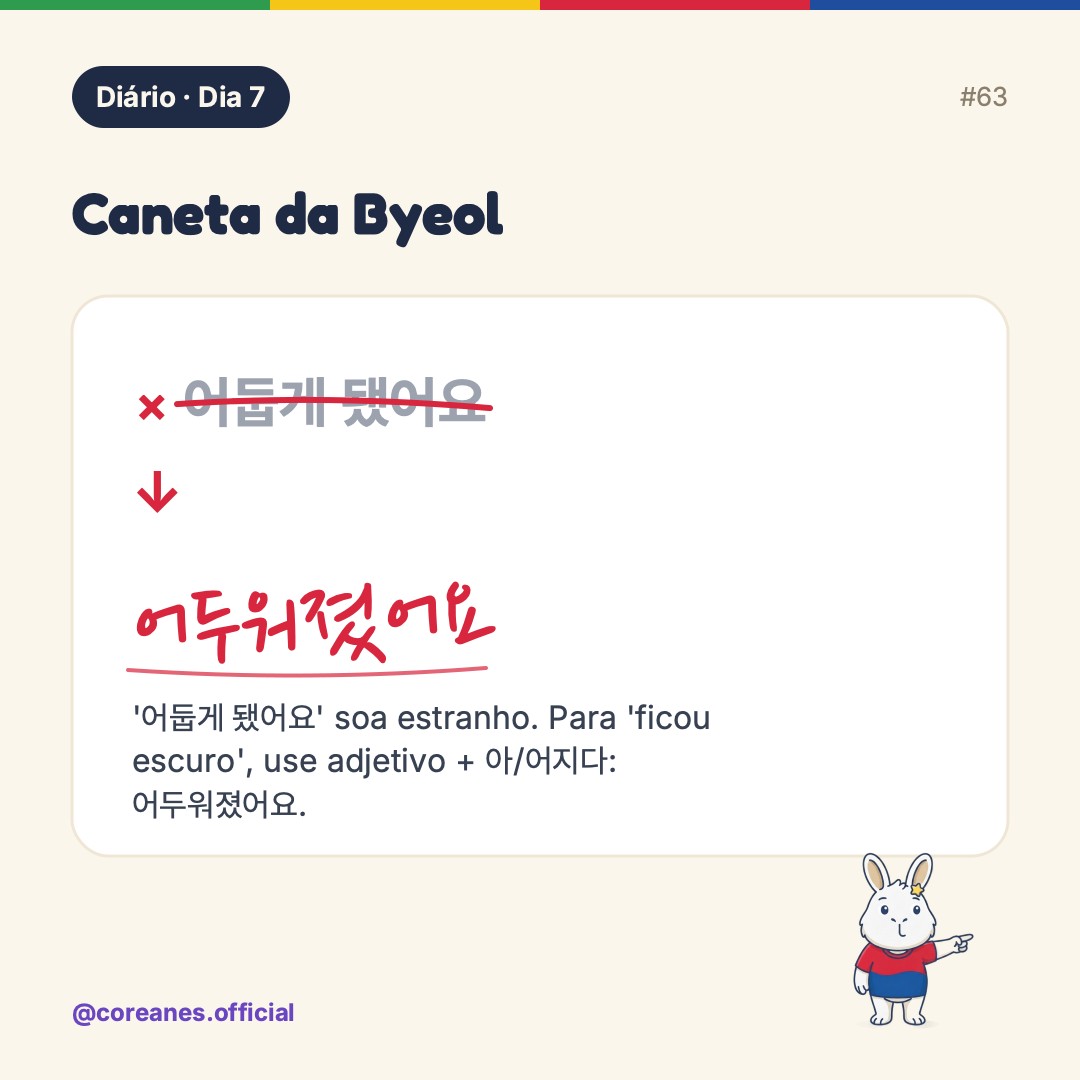 Diário · Dia 7
#63
Caneta da Byeol
× 어둡게 됐어요
↓
어두워졌어요
'어둡게 됐어요' soa estranho. Para 'ficou
escuro', use adjetivo + 아/어지다:
어두워졌어요.
@coreanes.official